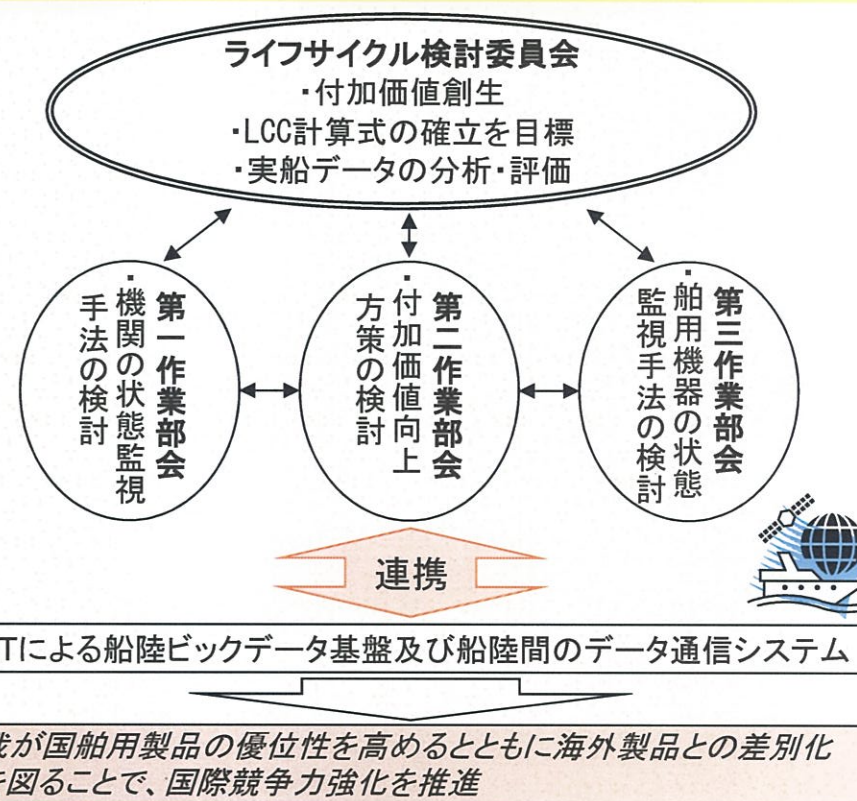 ライフサイクル検討委員会
・付加価値創生
・LCC計算式の確立を目標
・実船データの分析・評価
第一作業部会
・機関の状態監視
手法の検討
第二作業部会
・付加価値向上
方策の検討
第三作業部会
・舶用機器の状態
監視手法の検討
連携
Tによる船陸ビックデータ基盤及び船陸間のデータ通信システム
が国舶用製品の優位性を高めるとともに海外製品との差別化
図ることで、国際競争力強化を推進